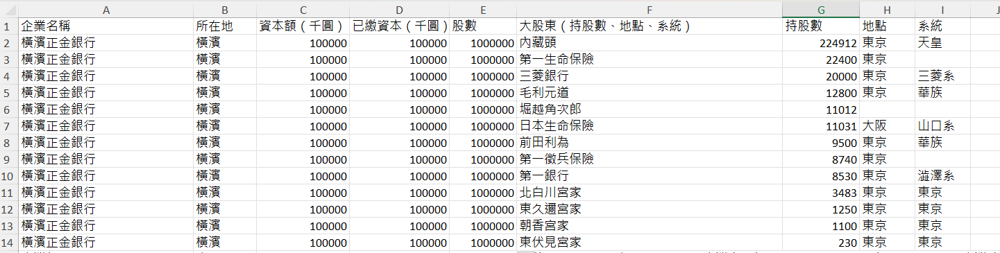 A B C D E F G H I J
1 企業名稱 所在地 資本額（千圓） 已繳資本（千圓） 股數 大股東（持股數、地點、系統） 持股數 地點 系統
2 橫濱正金銀行 橫濱 100000 100000 1000000 內藏頭 224912 東京 天皇
3 橫濱正金銀行 橫濱 100000 100000 1000000 第一生命保險 22400 東京
4 橫濱正金銀行 橫濱 100000 100000 1000000 三菱銀行 20000 東京 三菱系
5 橫濱正金銀行 橫濱 100000 100000 1000000 毛利元道 12800 東京 華族
6 橫濱正金銀行 橫濱 100000 100000 1000000 堀越角次郎 11012
7 橫濱正金銀行 橫濱 100000 100000 1000000 日本生命保險 11031 大阪 山口系
8 橫濱正金銀行 橫濱 100000 100000 1000000 前田利為 9500 東京 華族
9 橫濱正金銀行 橫濱 100000 100000 1000000 第一徵兵保險 8740 東京
10 橫濱正金銀行 橫濱 100000 100000 1000000 第一銀行 8530 東京 澁澤系
11 橫濱正金銀行 橫濱 100000 100000 1000000 北白川宮家 3483 東京 東京
12 橫濱正金銀行 橫濱 100000 100000 1000000 東久邇宮家 1250 東京 東京
13 橫濱正金銀行 橫濱 100000 100000 1000000 朝香宮家 1100 東京 東京
14 橫濱正金銀行 橫濱 100000 100000 1000000 東伏見宮家 230 東京 東京